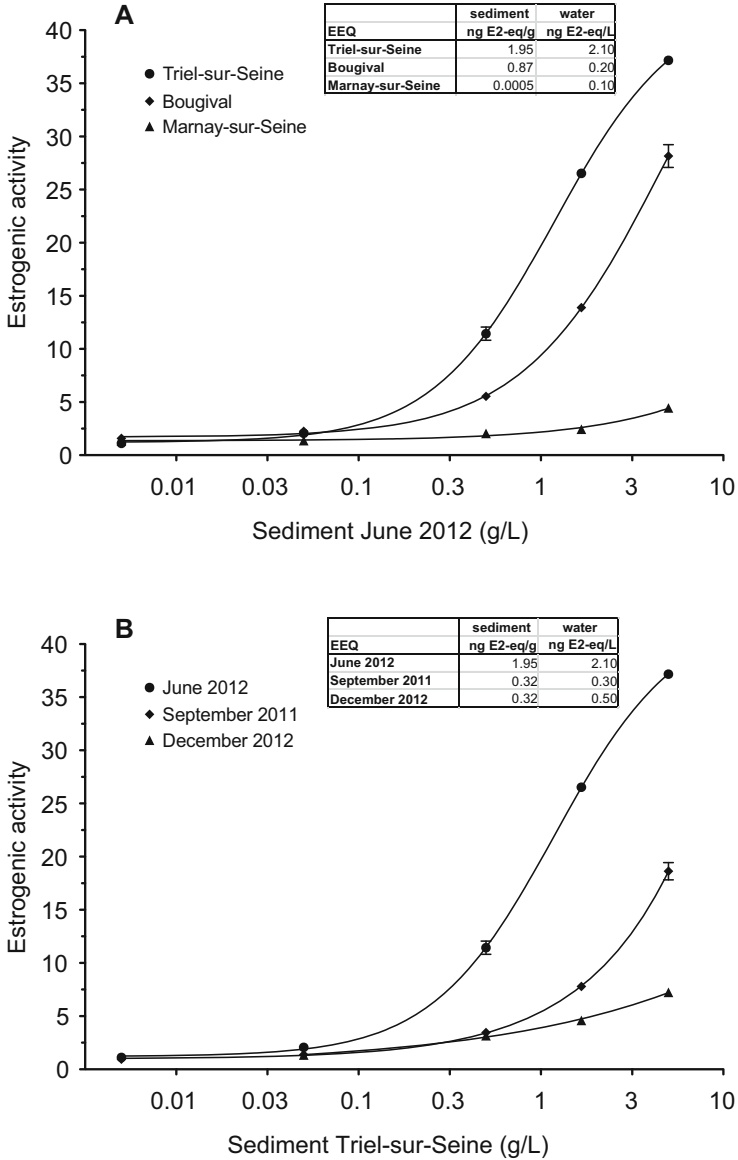 A
sediment water
EEQ ng E2-eq/g ng E2-eq/L
Triel-sur-Seine 1.95 2.10
Bougival 0.87 0.20
Marnay-sur-Seine 0.0005 0.10
Triel-sur-Seine
Bougival
Marnay-sur-Seine
40
35
30
25
20
15
10
5
0
Estrogenic activity
0.01 0.03 0.1 0.3 1 3 10
Sediment June 2012 (g/L)
B
sediment water
EEQ ng E2-eq/g ng E2-eq/L
June 2012 1.95 2.10
September 2011 0.32 0.30
December 2012 0.32 0.50
June 2012
September 2011
December 2012
40
35
30
25
20
15
10
5
0
Estrogenic activity
0.01 0.03 0.1 0.3 1 3 10
Sediment Triel-sur-Seine (g/L)